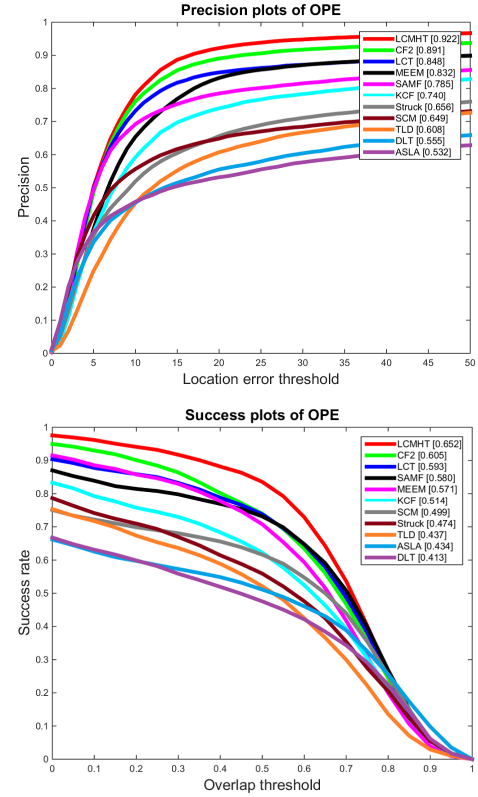 Precision plots of OPE
1
0.9
0.8
0.7
0.6
0.5
0.4
0.3
0.2
0.1
0
Precision
LCMHT [0.922]
CF2 [0.891]
LCT [0.848]
MEEM [0.832]
SAMF [0.785]
KCF [0.740]
Struck [0.656]
SCM [0.649]
TLD [0.608]
DLT [0.555]
ASLA [0.532]
0 5 10 15 20 25 30 35 40 45 50
Location error threshold
Success plots of OPE
1
0.9
0.8
0.7
0.6
0.5
0.4
0.3
0.2
0.1
0
Success rate
LCMHT [0.652]
CF2 [0.605]
LCT [0.593]
SAMF [0.580]
MEEM [0.571]
KCF [0.514]
SCM [0.499]
Struck [0.474]
TLD [0.437]
ASLA [0.434]
DLT [0.413]
0 0.1 0.2 0.3 0.4 0.5 0.6 0.7 0.8 0.9 1
Overlap threshold